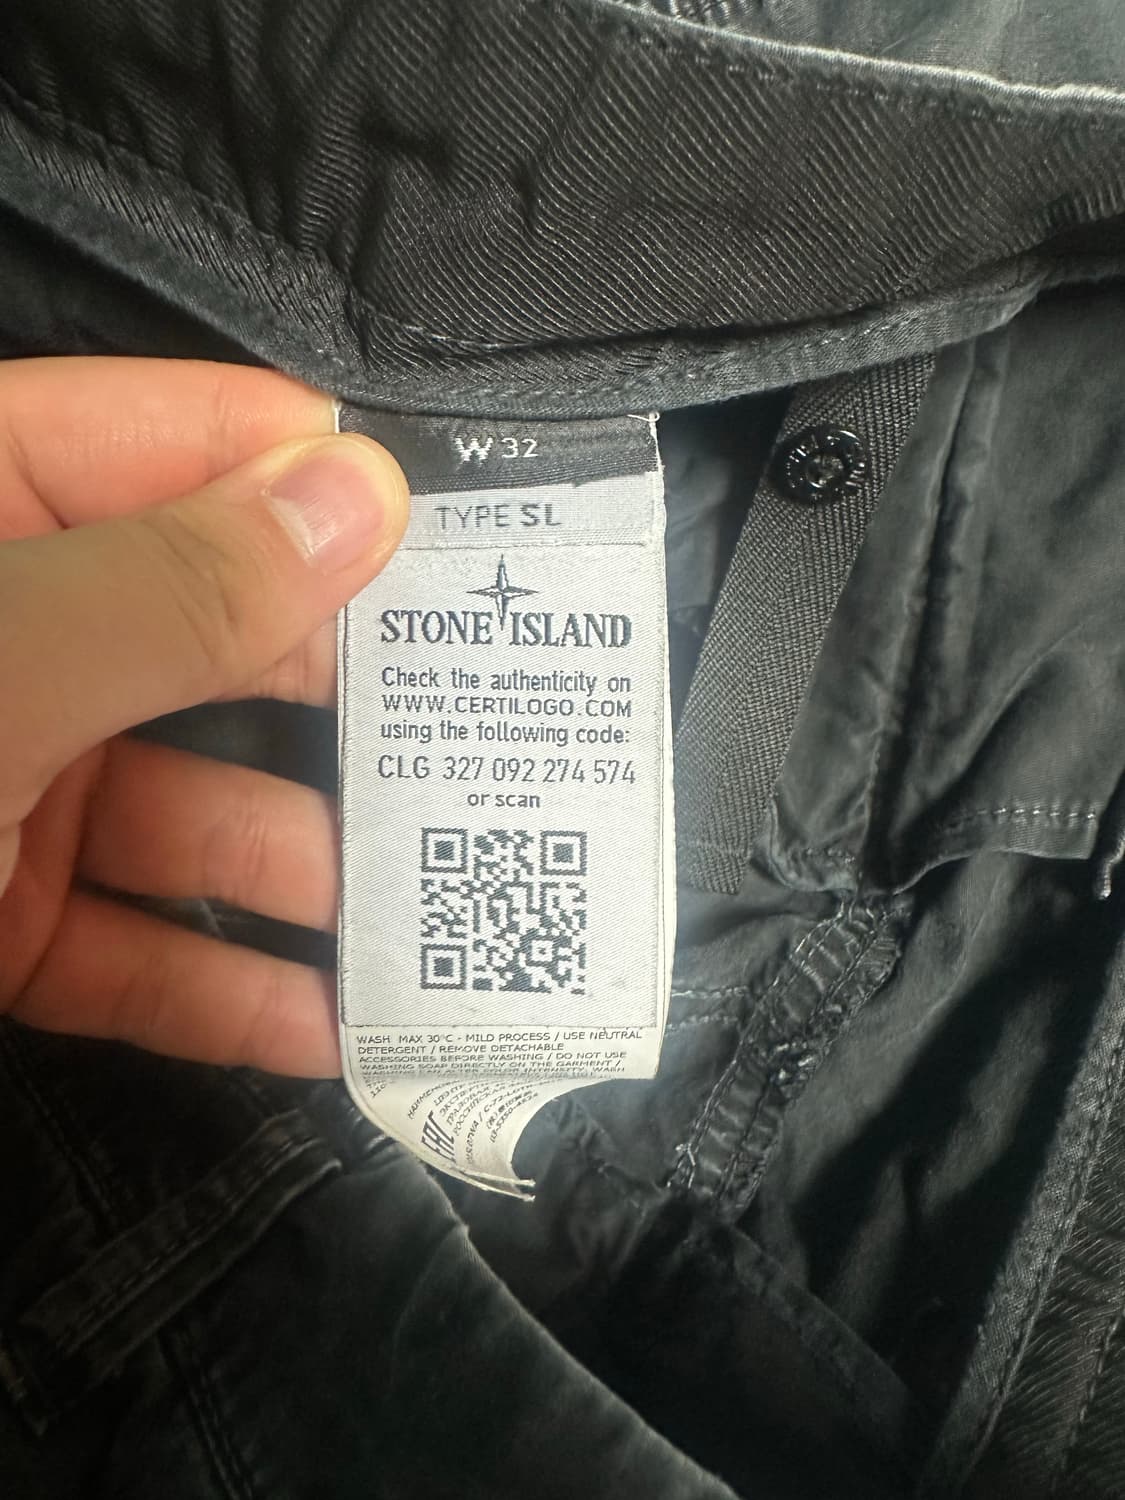 W 32
TYPE SL
STONE ISLAND
Check the authenticity on
WWW.CERTILOGO.COM
using the following code:
CLG 327 092 274 574
or scan
WASH MAX 30°C - MILD PROCESS / USE NEUTRAL
DETERGENT / REMOVE DETACHABLE
ACCESSORIES BEFORE WASHING / DO NOT USE
WASHING SOAP DIRECTLY ON THE GARMENT /